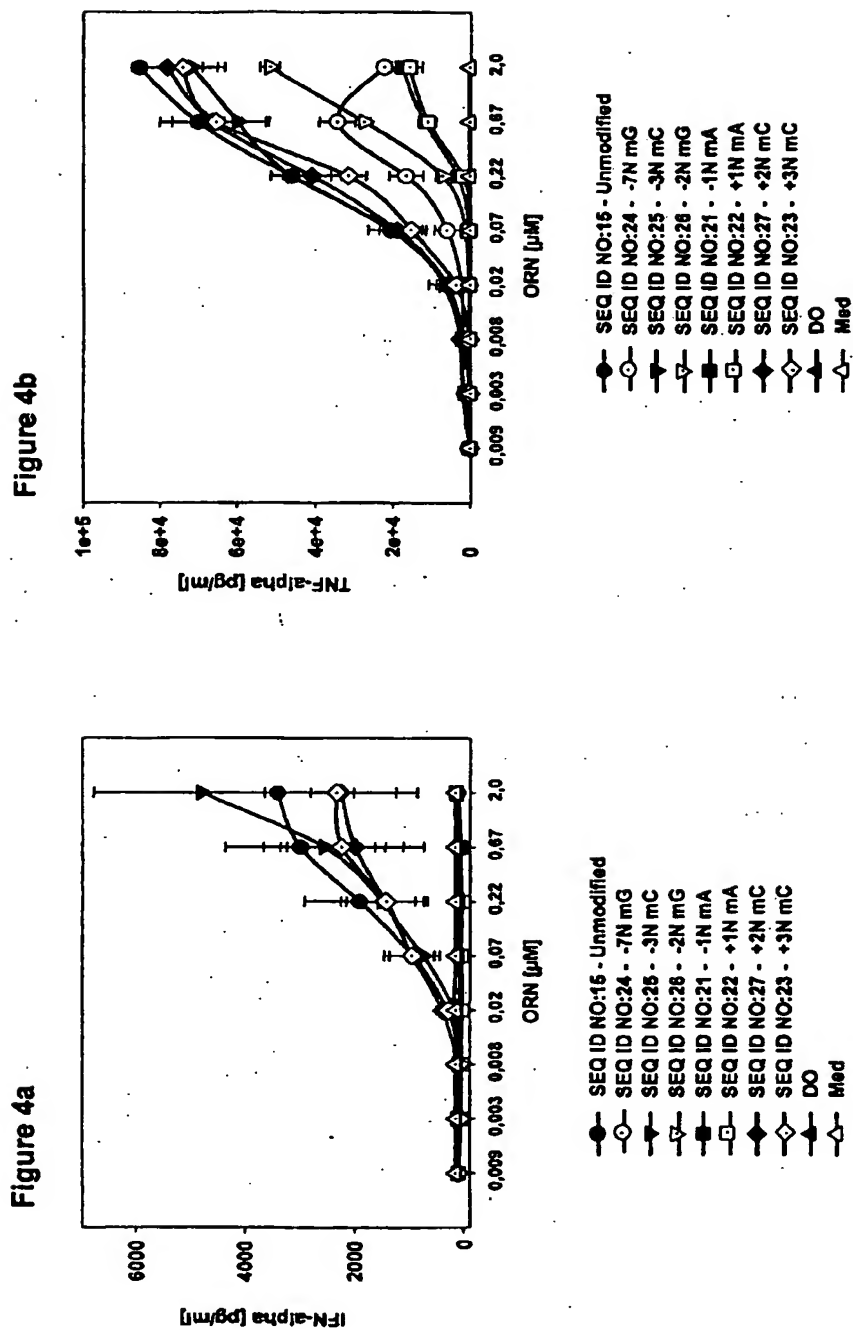 Figure 4a
IFN-alpha [pg/ml]
6000
4000
2000
0
0,009 0,003 0,008 0,02 0,07 0,22 0,67 2,0
ORN [µM]
SEQ ID NO:15 - Unmodified
SEQ ID NO:24 - -7N mG
SEQ ID NO:25 - -3N mC
SEQ ID NO:26 - -2N mG
SEQ ID NO:21 - -1N mA
SEQ ID NO:22 - +1N mA
SEQ ID NO:27 - +2N mC
SEQ ID NO:23 - +3N mC
DO
Med
Figure 4b
TNF-alpha [pg/ml]
1e+5
8e+4
6e+4
4e+4
2e+4
0
0,009 0,003 0,008 0,02 0,07 0,22 0,67 2,0
ORN [µM]
SEQ ID NO:15 - Unmodified
SEQ ID NO:24 - -7N mG
SEQ ID NO:25 - -3N mC
SEQ ID NO:26 - -2N mG
SEQ ID NO:21 - -1N mA
SEQ ID NO:22 - +1N mA
SEQ ID NO:27 - +2N mC
SEQ ID NO:23 - +3N mC
DO
Med